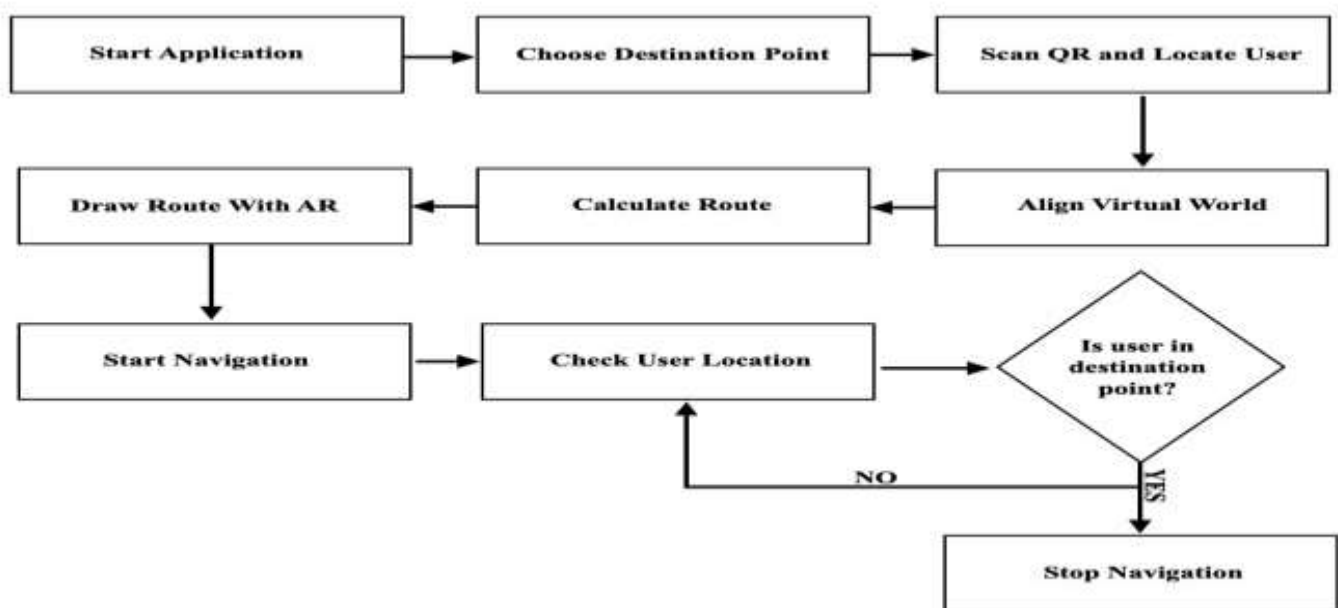 Start Application
Choose Destination Point
Scan QR and Locate User
Draw Route With AR
Calculate Route
Align Virtual World
Start Navigation
Check User Location
Is user in
destination
point?
NO
YES
Stop Navigation